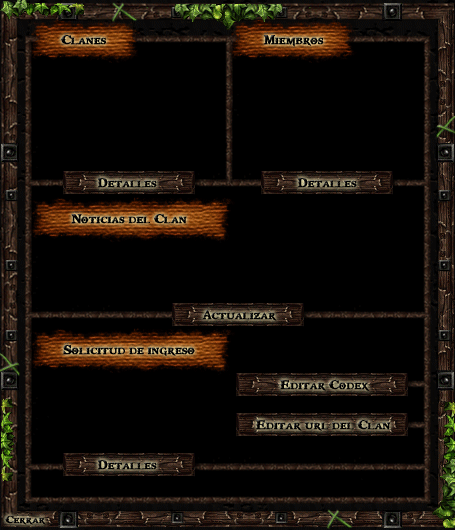 Clanes
Miembros
Detalles
Detalles
Noticias del Clan
Actualizar
Solicitud de ingreso
Editar Codex
Editar url del Clan
Detalles
Cerrar